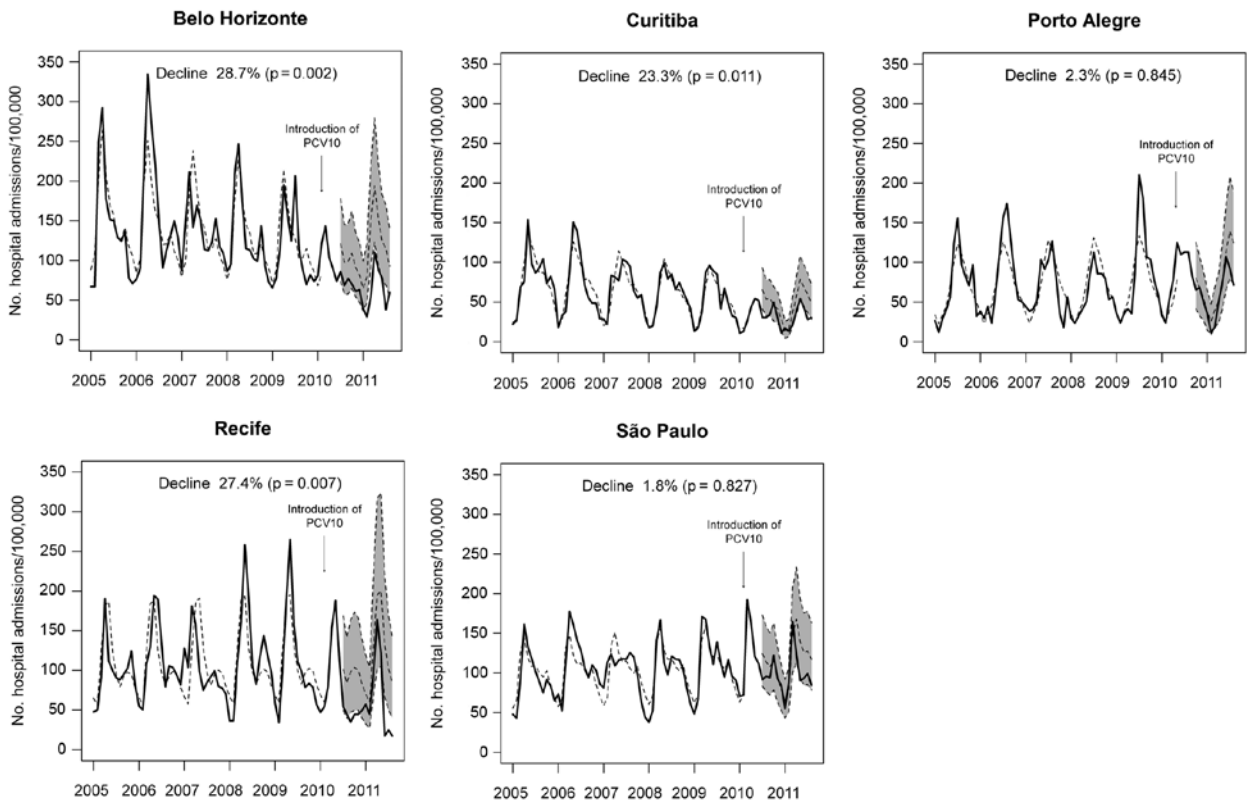 Belo Horizonte
No. hospital admissions/100,000
350
300
250
200
150
100
50
0
Decline 28.7% (p = 0.002)
Introduction of
PCV10
2005 2006 2007 2008 2009 2010 2011
Curitiba
No. hospital admissions/100,000
350
300
250
200
150
100
50
0
Decline 23.3% (p = 0.011)
Introduction of
PCV10
2005 2006 2007 2008 2009 2010 2011
Porto Alegre
No. hospital admissions/100,000
350
300
250
200
150
100
50
0
Decline 2.3% (p = 0.845)
Introduction of
PCV10
2005 2006 2007 2008 2009 2010 2011
Recife
No. hospital admissions/100,000
350
300
250
200
150
100
50
0
Decline 27.4% (p = 0.007)
Introduction of
PCV10
2005 2006 2007 2008 2009 2010 2011
São Paulo
No. hospital admissions/100,000
350
300
250
200
150
100
50
0
Decline 1.8% (p = 0.827)
Introduction of
PCV10
2005 2006 2007 2008 2009 2010 2011